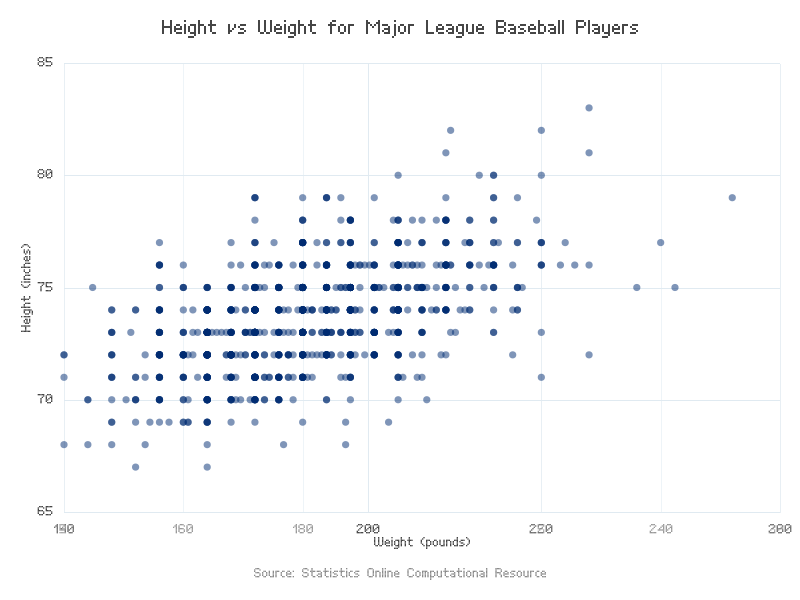 Height vs Weight for Major League Baseball Players
85
80
75
Height (inches)
70
65
160 180 200 240
Weight (pounds)
Source: Statistics Online Computational Resource